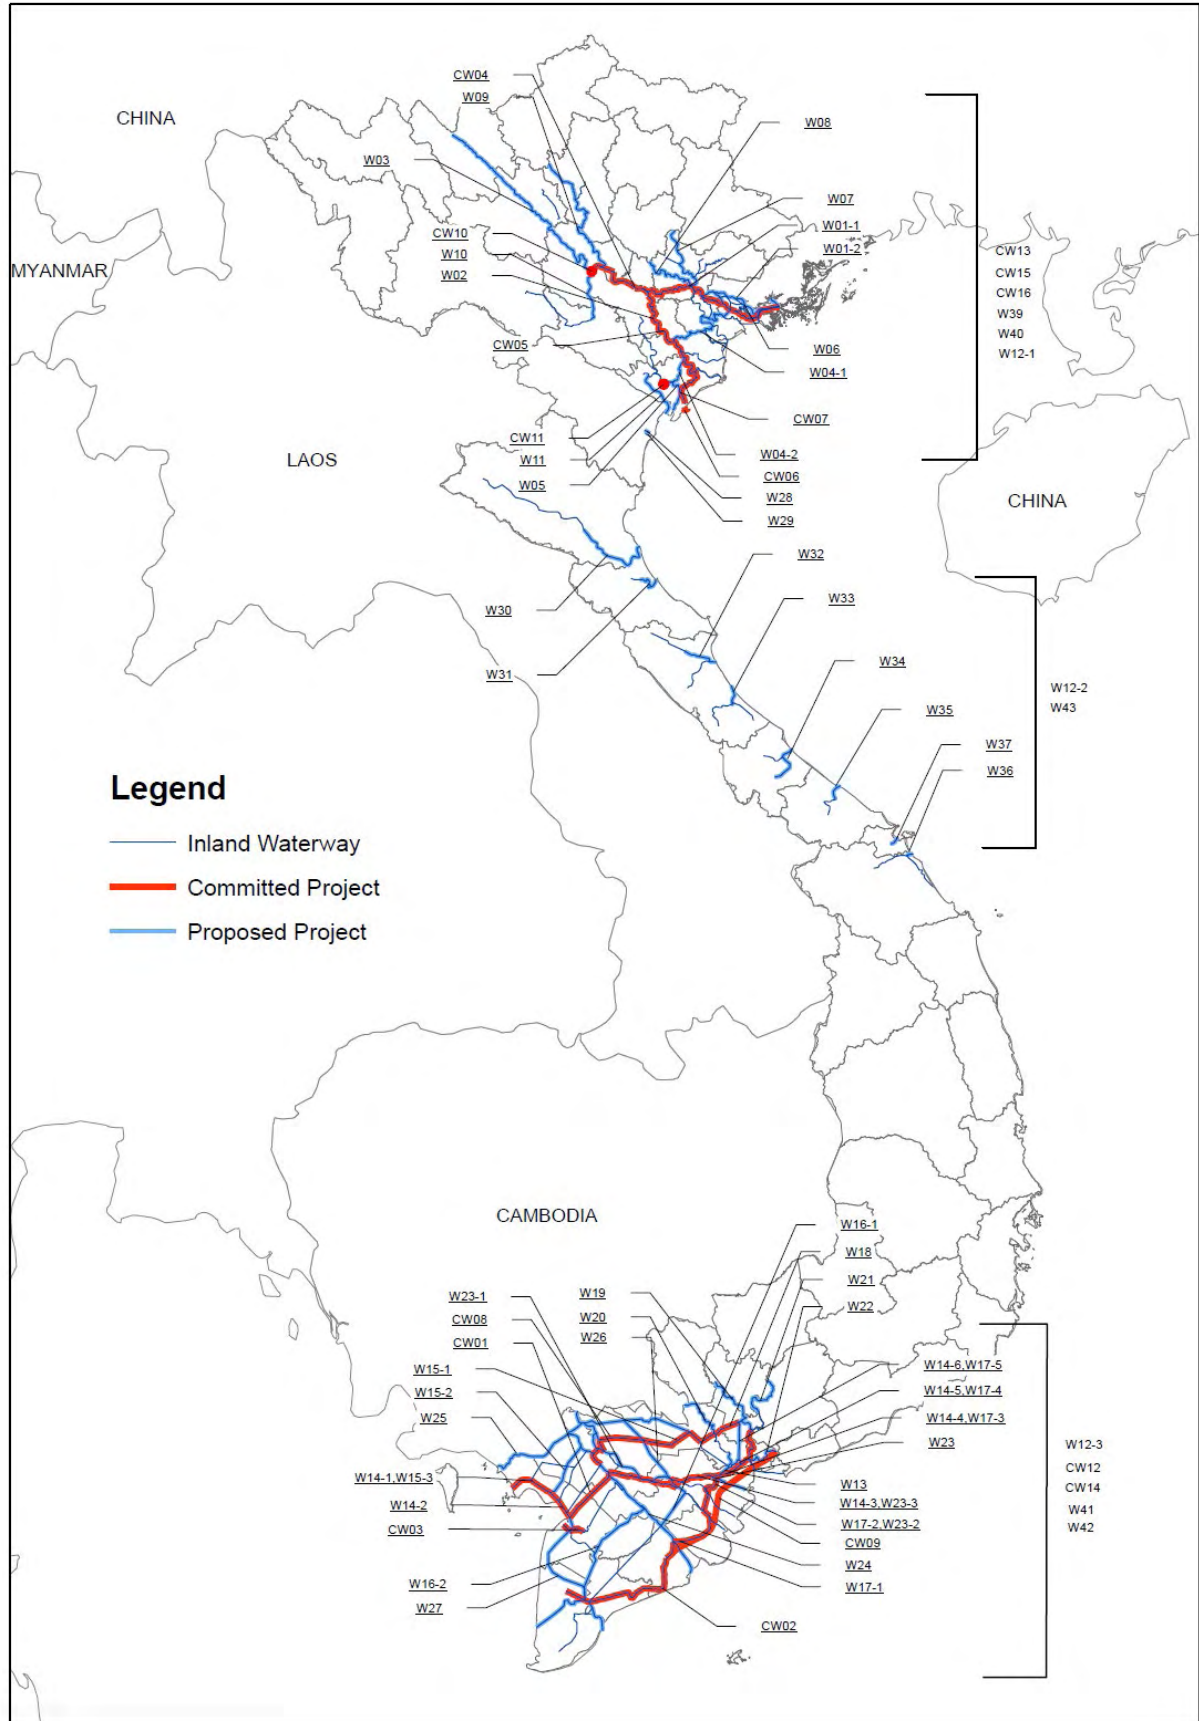 CW04
W09
CHINA
W08
W03
W07
W01-1
CW10
W01-2
W10
MYANMAR
W02
CW13
CW15
CW16
W39
W40
W12-1
CW05
W06
W04-1
CW07
CW11
W04-2
LAOS
W11
CW06
W05
W28
CHINA
W29
W32
W33
W30
W34
W31
W12-2
W43
W35
W37
W36
Legend
Inland Waterway
Committed Project
Proposed Project
CAMBODIA
W16-1
W18
W21
W19
W23-1
W22
W20
CW08
W26
CW01
W15-1
W14-6,W17-5
W15-2
W14-5,W17-4
W25
W14-4,W17-3
W23
W12-3
CW12
CW14
W41
W42
W14-1,W15-3
W13
W14-2
W14-3,W23-3
W17-2,W23-2
CW03
CW09
W24
W16-2
W17-1
W27
CW02